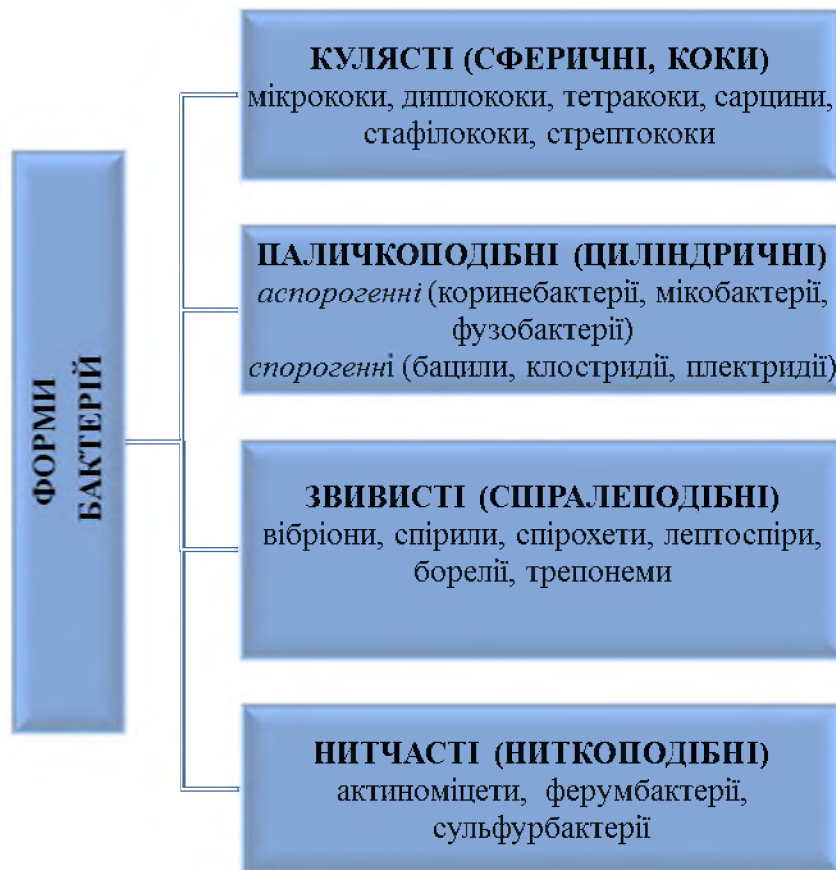 ФОРМИ
БАКТЕРІЙ
КУЛЯСТІ (СФЕРИЧНІ, КОКИ)
мікрококи, диплококи, тетракоки, сарцини,
стафілококи, стрептококи
ПАЛИЧКОПОДІБНІ (ЦИЛІНДРИЧНІ)
аспорогенні (коринебактерії, мікобактерії,
фузобактерії)
спорогенні (бацили, клостридії, плектридії)
ЗВИВИСТІ (СПІРАЛЕПОДІБНІ)
вібріони, спірили, спірохети, лептоспіри,
борелії, трепонеми
НИТЧАСТІ (НИТКОПОДІБНІ)
актиноміцети, ферумбактерії,
сульфурбактерії